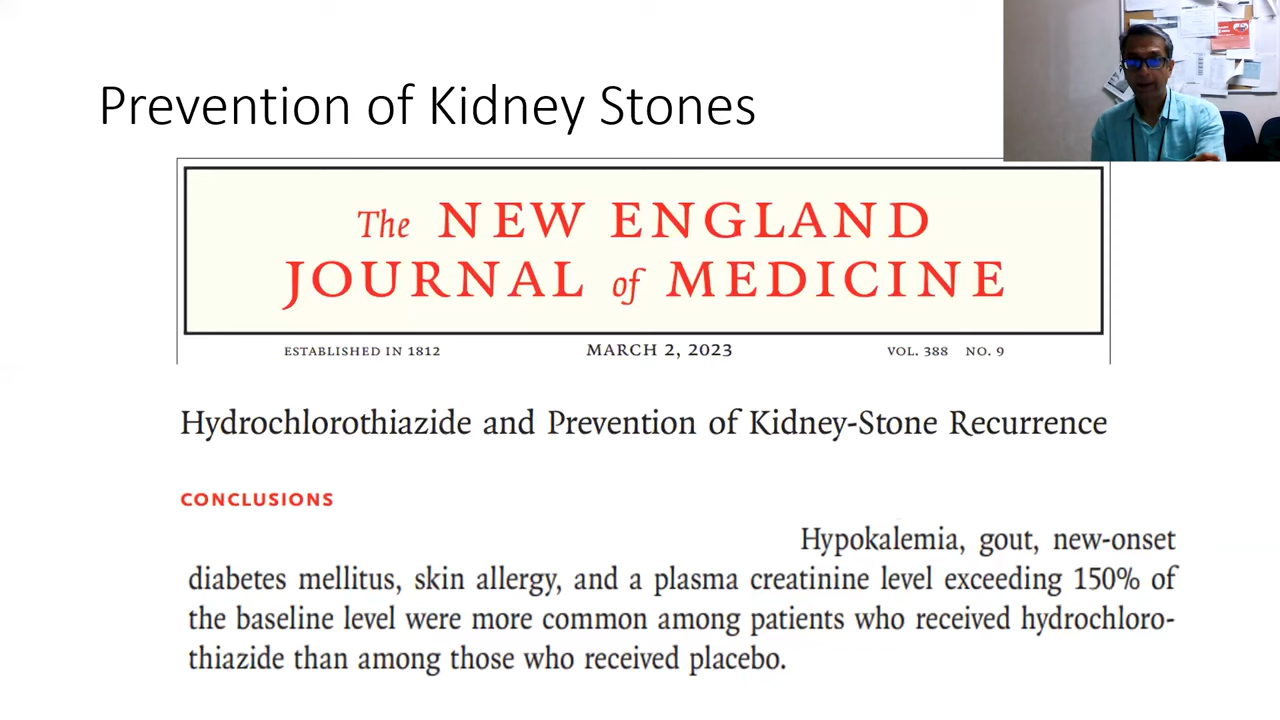 Prevention of Kidney Stones
The NEW ENGLAND
JOURNAL of MEDICINE
ESTABLISHED IN 1812 MARCH 2, 2023 VOL. 388 NO. 9
Hydrochlorothiazide and Prevention of Kidney-Stone Recurrence
CONCLUSIONS
Hypokalemia, gout, new-onset
diabetes mellitus, skin allergy, and a plasma creatinine level exceeding 150% of
the baseline level were more common among patients who received hydrochloro-
thiazide than among those who received placebo.